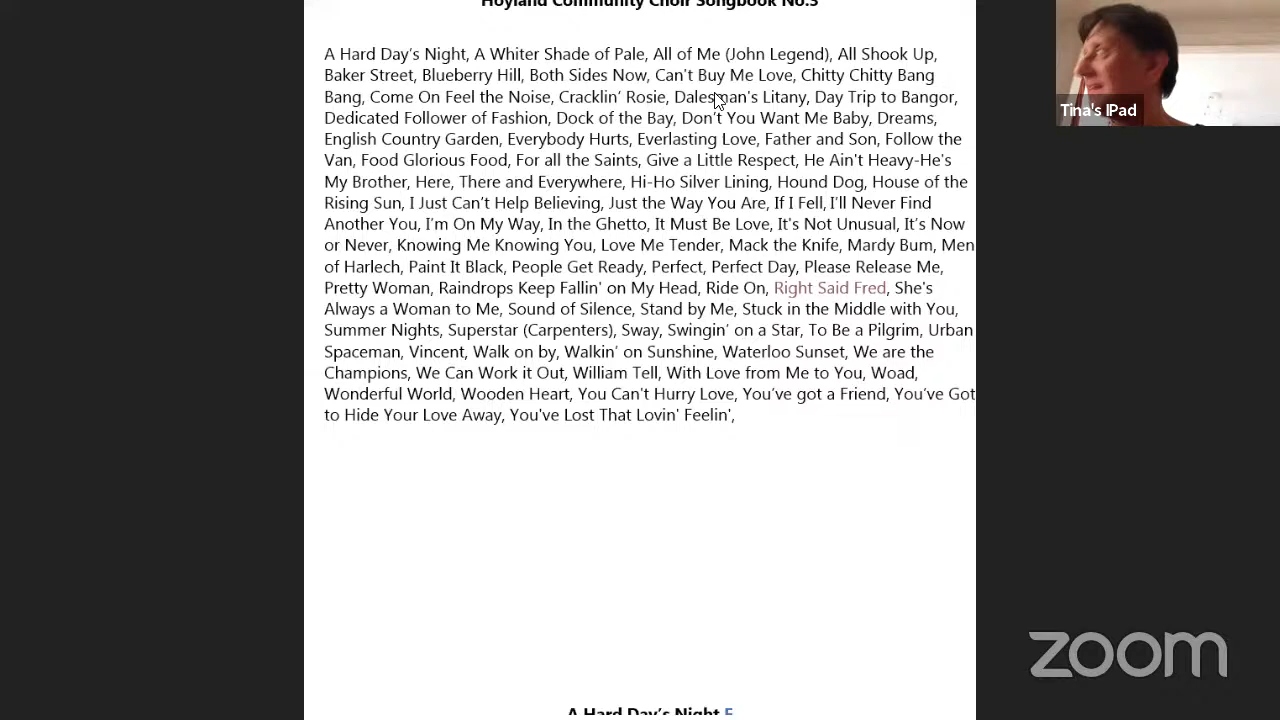 Hoyland Community Choir Songbook No.3
A Hard Day’s Night, A Whiter Shade of Pale, All of Me (John Legend), All Shook Up,
Baker Street, Blueberry Hill, Both Sides Now, Can't Buy Me Love, Chitty Chitty Bang
Bang, Come On Feel the Noise, Cracklin’ Rosie, Dalesman's Litany, Day Trip to Bangor,
Dedicated Follower of Fashion, Dock of the Bay, Don’t You Want Me Baby, Dreams,
English Country Garden, Everybody Hurts, Everlasting Love, Father and Son, Follow the
Van, Food Glorious Food, For all the Saints, Give a Little Respect, He Ain't Heavy-He's
My Brother, Here, There and Everywhere, Hi-Ho Silver Lining, Hound Dog, House of the
Rising Sun, I Just Can’t Help Believing, Just the Way You Are, If I Fell, I’ll Never Find
Another You, I’m On My Way, In the Ghetto, It Must Be Love, It's Not Unusual, It’s Now
or Never, Knowing Me Knowing You, Love Me Tender, Mack the Knife, Mardy Bum, Men
of Harlech, Paint It Black, People Get Ready, Perfect, Perfect Day, Please Release Me,
Pretty Woman, Raindrops Keep Fallin' on My Head, Ride On, Right Said Fred, She's
Always a Woman to Me, Sound of Silence, Stand by Me, Stuck in the Middle with You,
Summer Nights, Superstar (Carpenters), Sway, Swingin’ on a Star, To Be a Pilgrim, Urban
Spaceman, Vincent, Walk on by, Walkin’ on Sunshine, Waterloo Sunset, We are the
Champions, We Can Work it Out, William Tell, With Love from Me to You, Woad,
Wonderful World, Wooden Heart, You Can't Hurry Love, You’ve got a Friend, You’ve Got
to Hide Your Love Away, You've Lost That Lovin' Feelin',
A Hard Day’s Night F
Tina's IPad
zoom